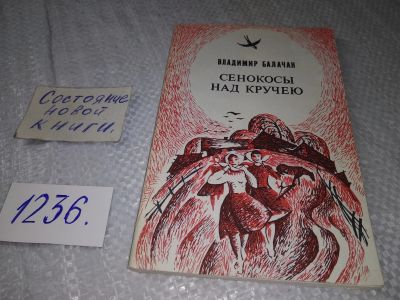 Состояние
новой
книги.
1236.
ВЛАДИМИР БАЛАЧАН
СЕНОКОСЫ
НАД КРУЧЕЮ